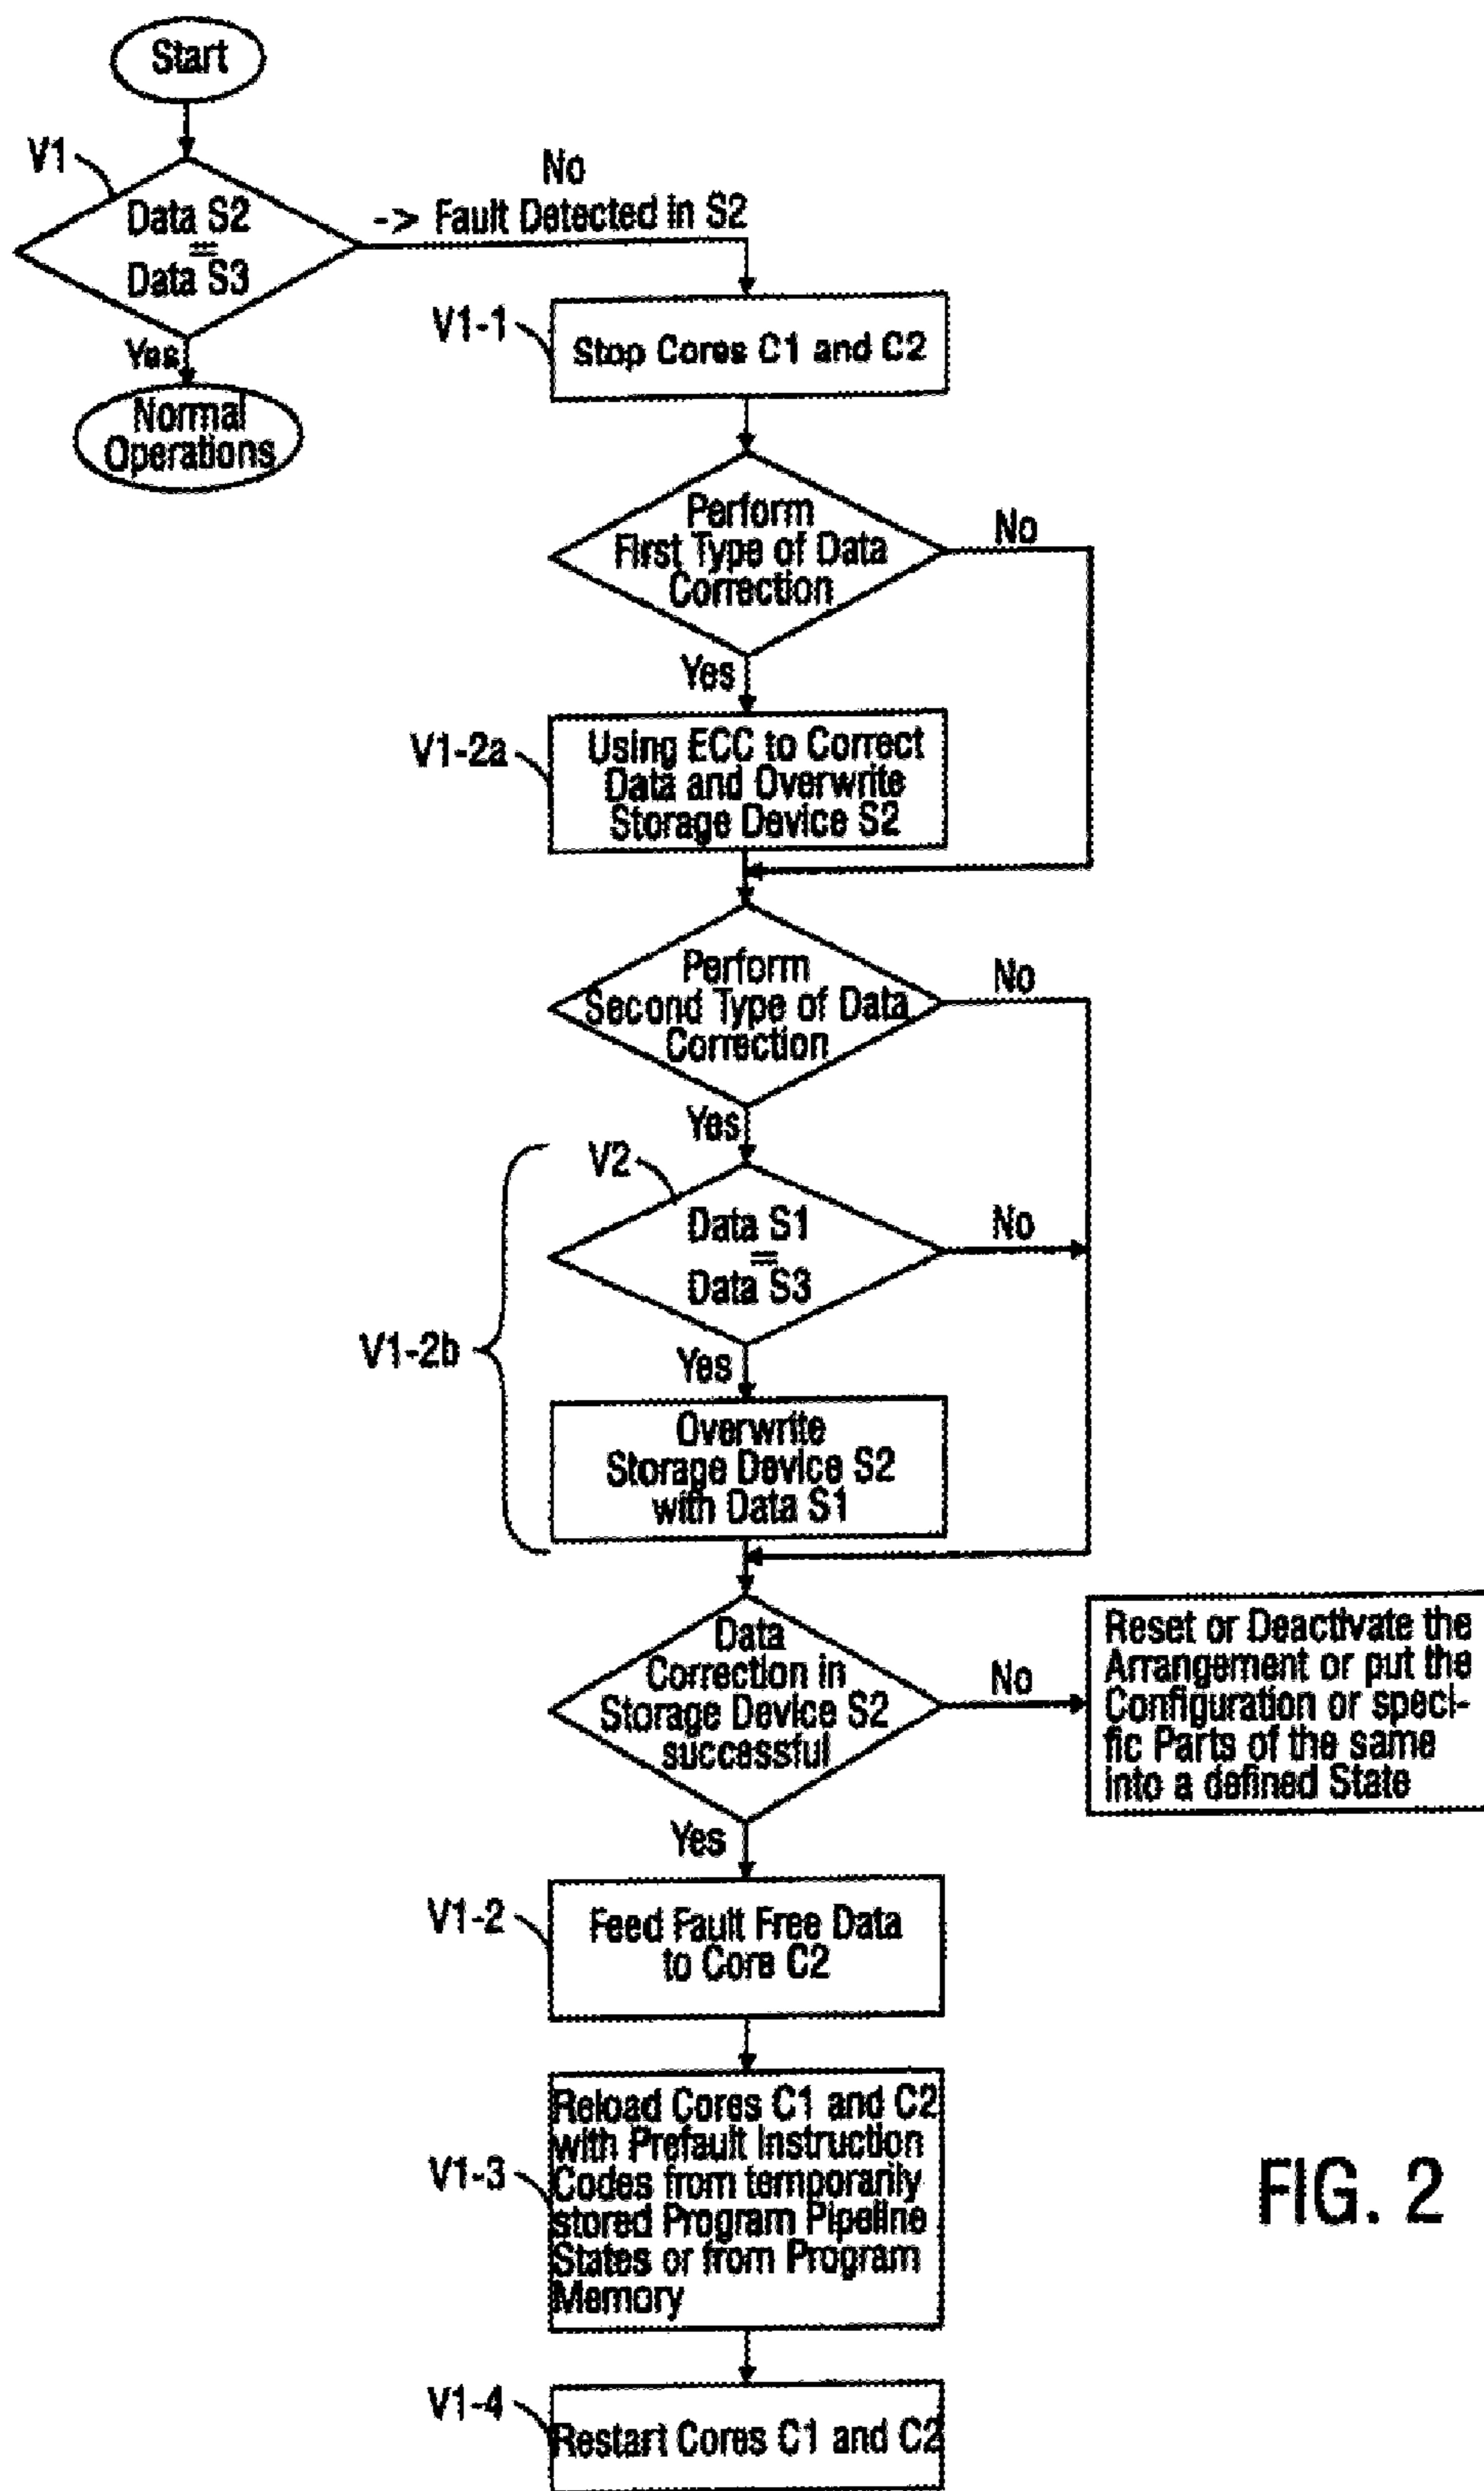 Start
V1
Data S2
=
Data S3
No
-> Fault Detected in S2
Yes
Normal
Operations
V1-1
Stop Cores C1 and C2
Perform
First Type of Data
Correction
No
Yes
V1-2a
Using ECC to Correct
Data and Overwrite
Storage Device S2
Perform
Second Type of Data
Correction
No
Yes
V2
Data S1
=
Data S3
No
V1-2b
Yes
Overwrite
Storage Device S2
with Data S1
Data
Correction in
Storage Device S2
successful
No
Reset or Deactivate the
Arrangement or put the
Configuration or speci-
fic Parts of the same
into a defined State
Yes
V1-2
Feed Fault Free Data
to Core C2
V1-3
Reload Cores C1 and C2
with Prefault Instruction
Codes from temporarily
stored Program Pipeline
States or from Program
Memory
V1-4
Restart Cores C1 and C2
FIG. 2